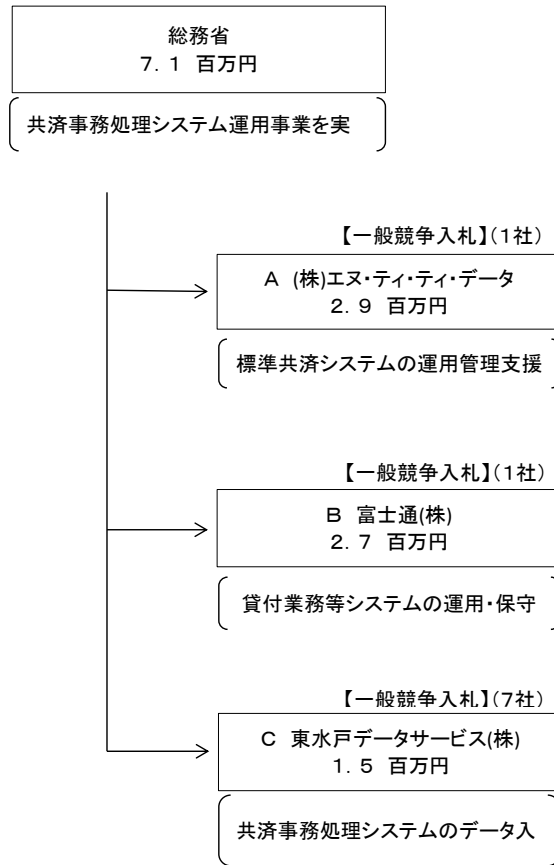 総務省
７．１ 百万円
共済事務処理システム運用事業を実
【一般競争入札】（１社）
Ａ (株)エヌ・ティ・ティ・データ
２．９ 百万円
標準共済システムの運用管理支援
【一般競争入札】（１社）
Ｂ 富士通(株)
２．７ 百万円
貸付業務等システムの運用・保守
【一般競争入札】（７社）
Ｃ 東水戸データサービス(株)
１．５ 百万円
共済事務処理システムのデータ入